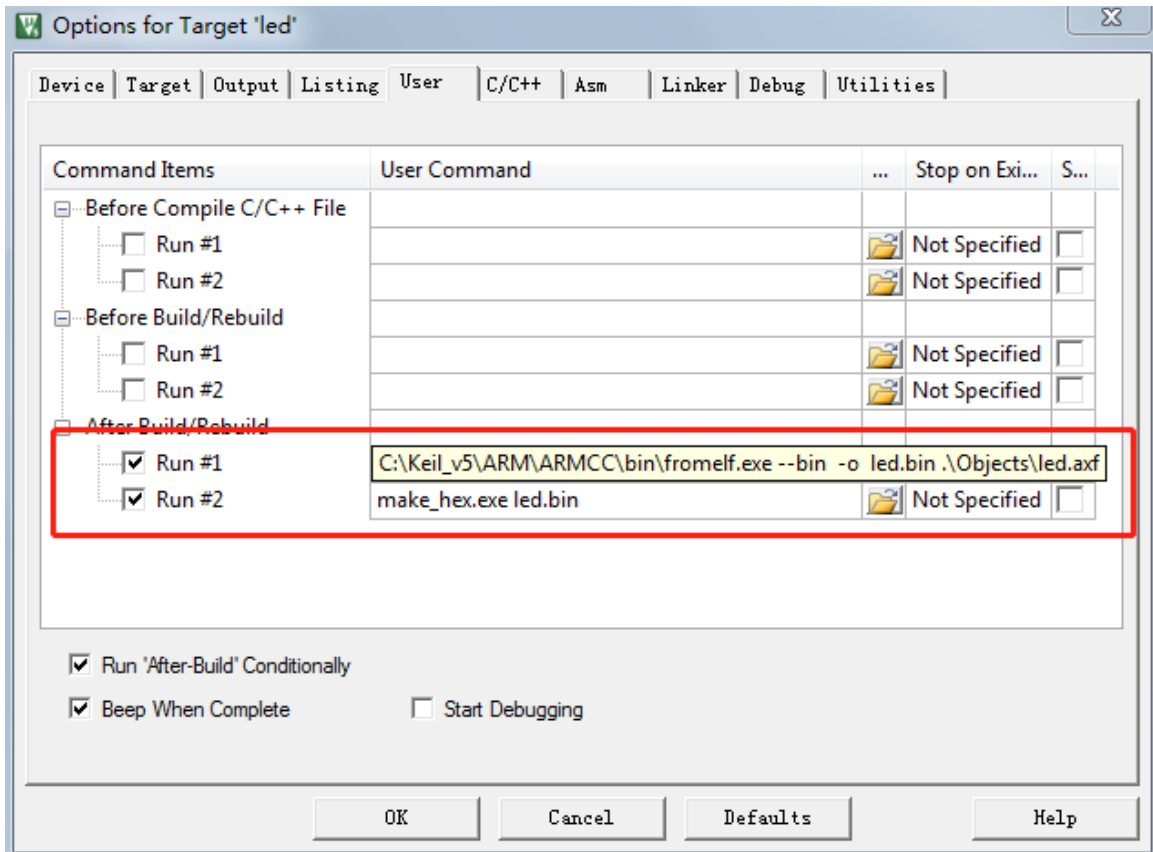 Options for Target 'led'
Device Target Output Listing User C/C++ Asm Linker Debug Utilities
Command Items User Command ... Stop on Exi... S...
Before Compile C/C++ File
Run #1 Not Specified
Run #2 Not Specified
Before Build/Rebuild
Run #1 Not Specified
Run #2 Not Specified
After Build/Rebuild
Run #1 C:\Keil_v5\ARM\ARMCC\bin\fromelf.exe --bin -o led.bin .\Objects\led.axf
Run #2 make_hex.exe led.bin Not Specified
Run 'After-Build' Conditionally
Beep When Complete Start Debugging
OK Cancel Defaults Help